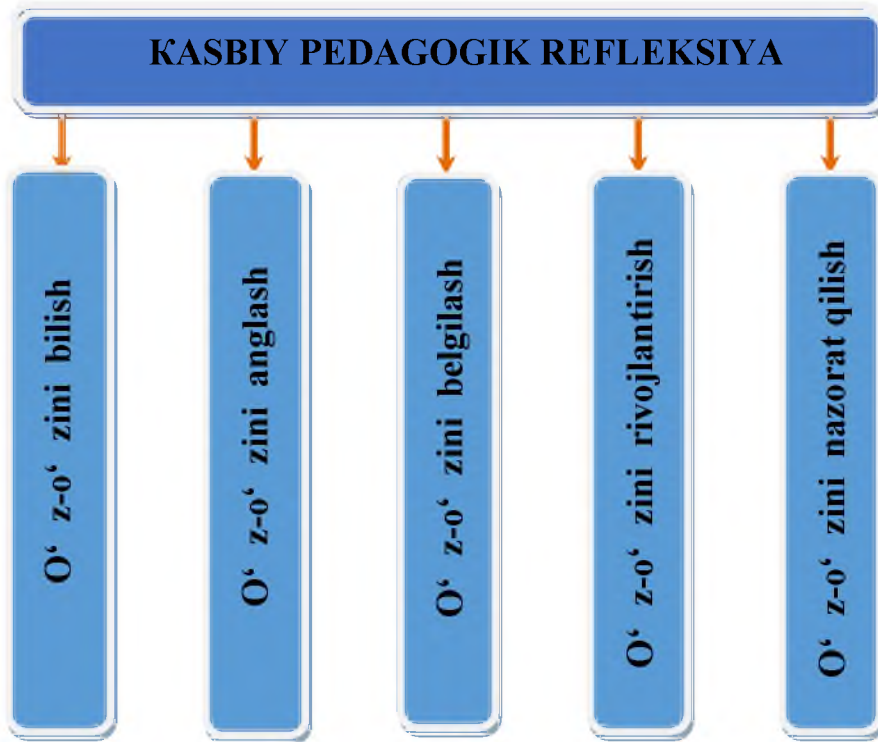 KASBIY PEDAGOGIK REFLEKSIYA
O‘ z-o‘ zini bilish
O‘ z-o‘ zini anglash
O‘ z-o‘ zini belgilash
O‘ z-o‘ zini rivojlantirish
O‘ z-o‘ zini nazorat qilish